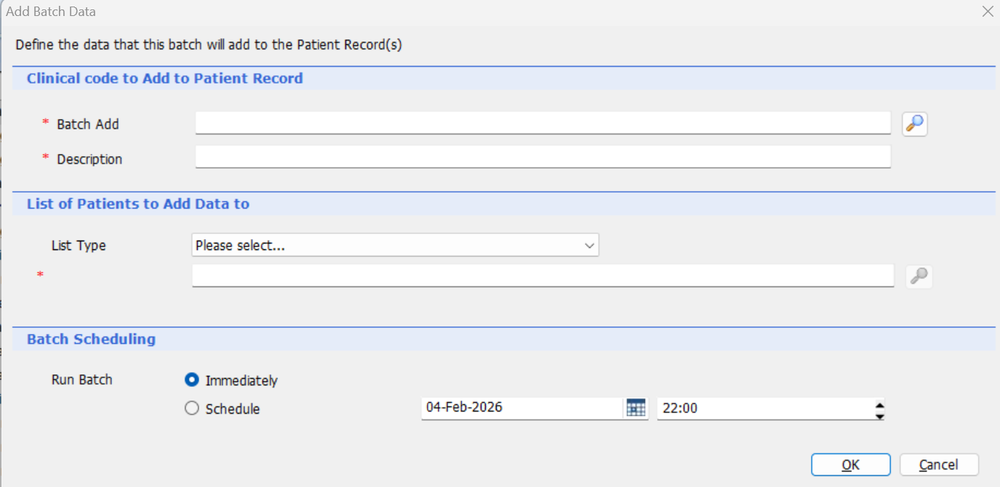 Add Batch Data
Define the data that this batch will add to the Patient Record(s)
Clinical code to Add to Patient Record
* Batch Add
* Description
List of Patients to Add Data to
List Type Please select...
*
Batch Scheduling
Run Batch Immediately
Schedule 04-Feb-2026 22:00
OK Cancel